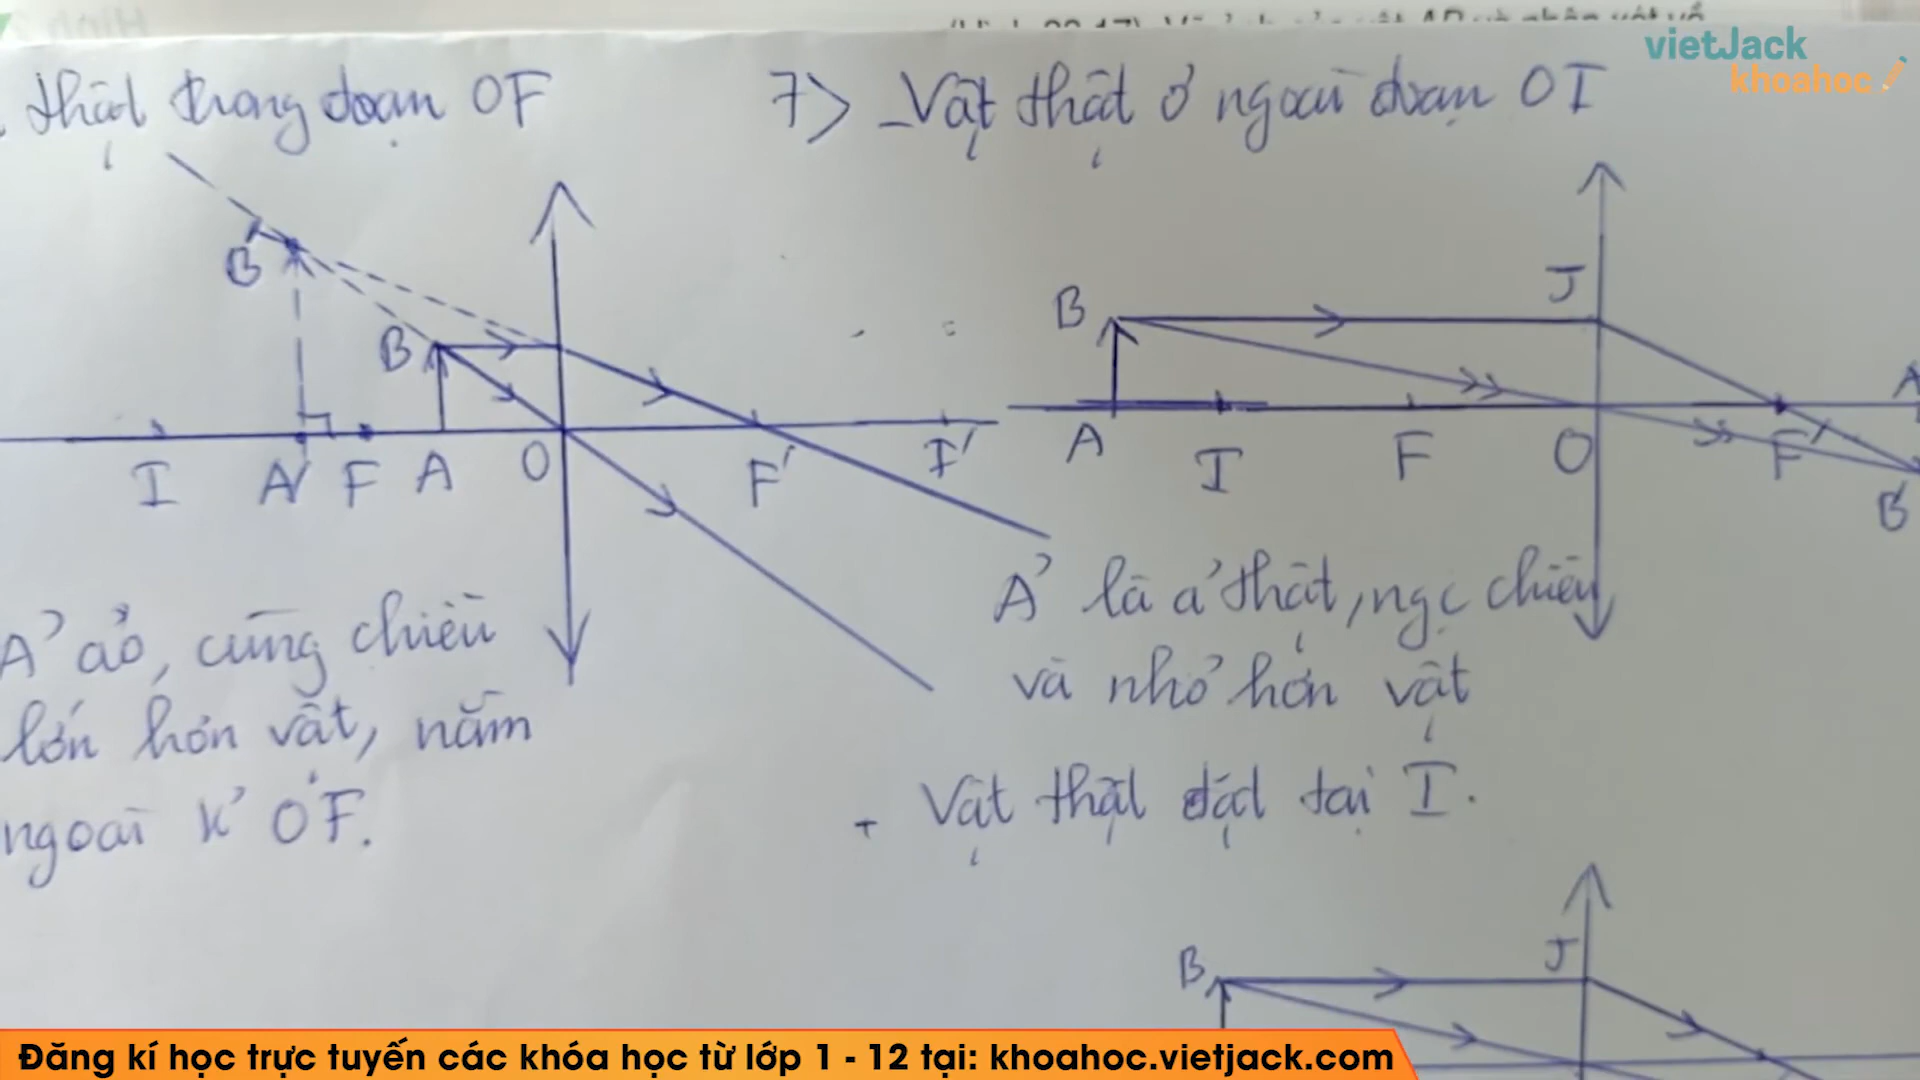 vietJack
khoahoc
thật trong đoạn OF
B'
B
I A' F A O F' I'
A' ảo, cùng chiều
lớn hơn vật, nằm
ngoài k' OF.
7> - Vật thật ở ngoài đoạn OI
B J
A I F O F' A'
B'
A' là ả' thật, ngc chiều
và nhỏ hơn vật
+ Vật thật đặt tại I.
B J
Đăng kí học trực tuyến các khóa học từ lớp 1 - 12 tại: khoahoc.vietjack.com